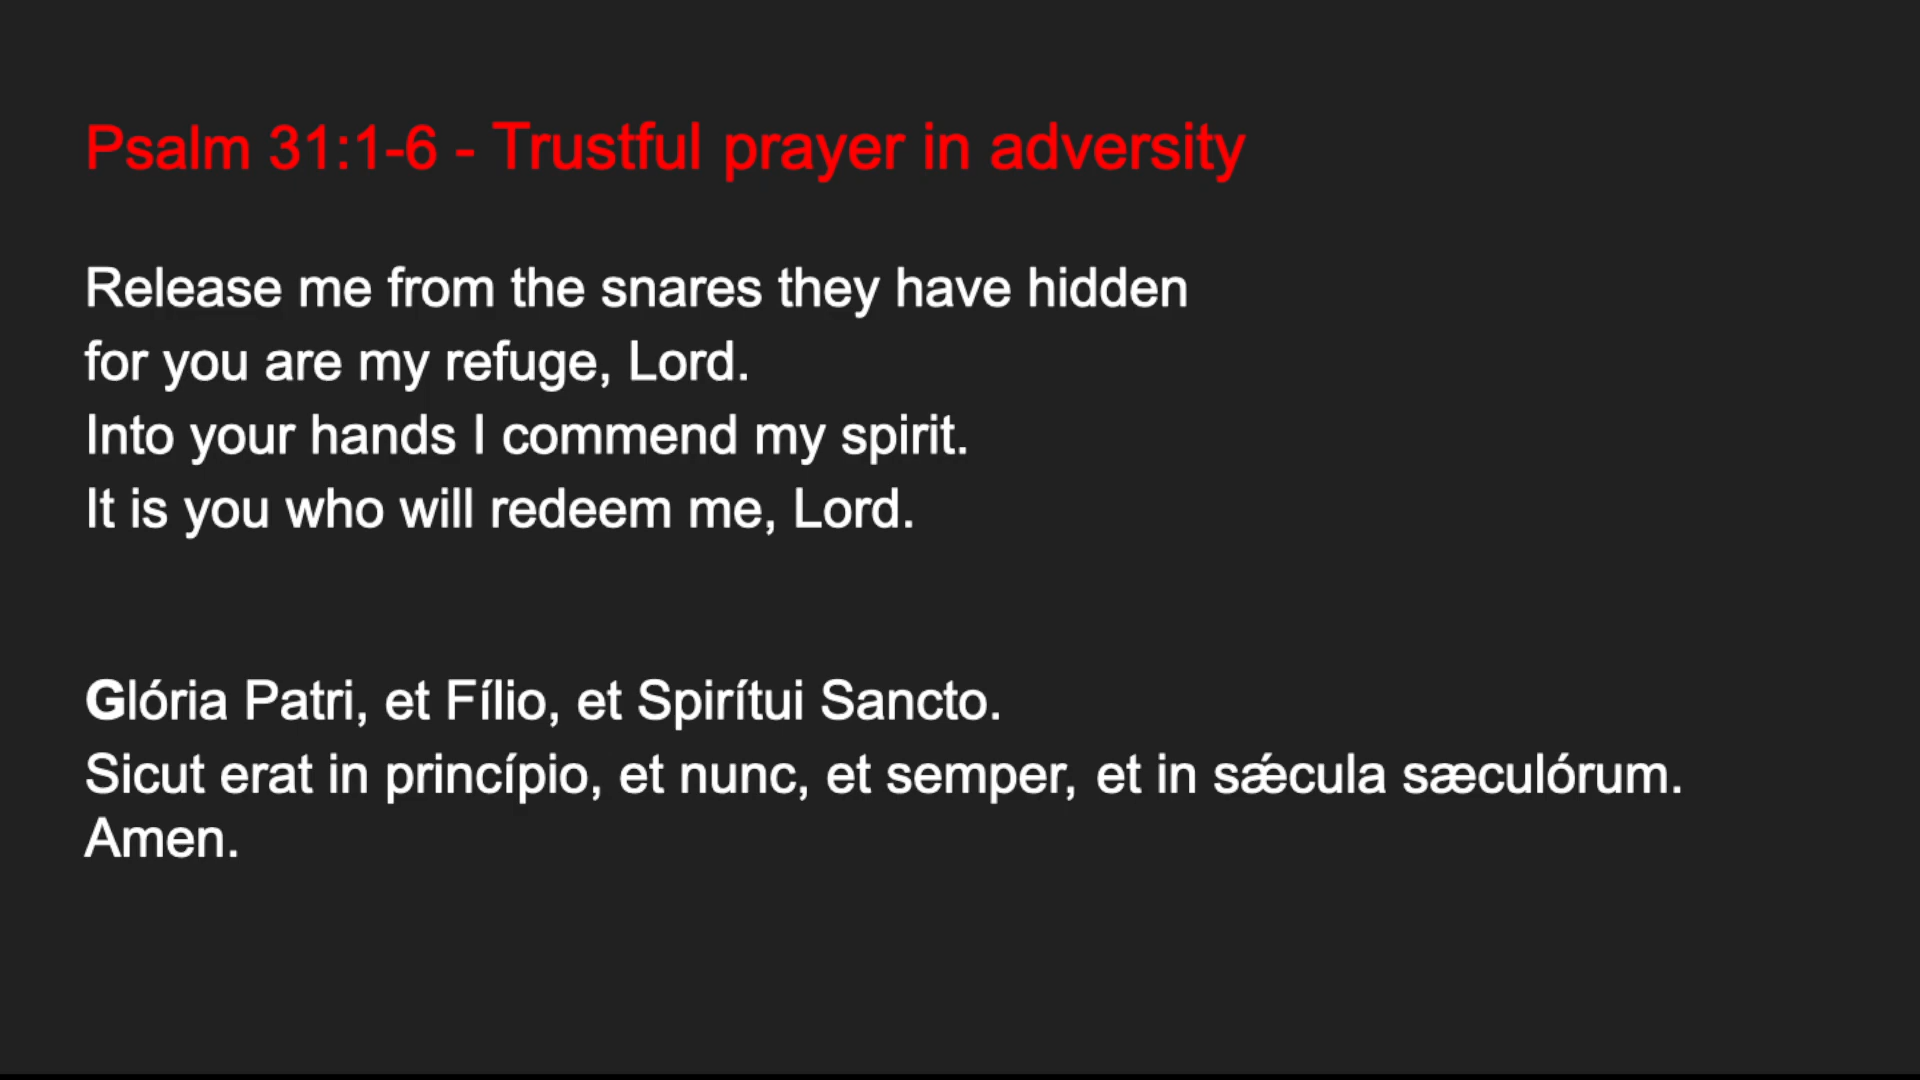 Psalm 31:1-6 - Trustful prayer in adversity
Release me from the snares they have hidden
for you are my refuge, Lord.
Into your hands I commend my spirit.
It is you who will redeem me, Lord.
Glória Patri, et Fílio, et Spirítui Sancto.
Sicut erat in princípio, et nunc, et semper, et in sǽcula sæculórum.
Amen.